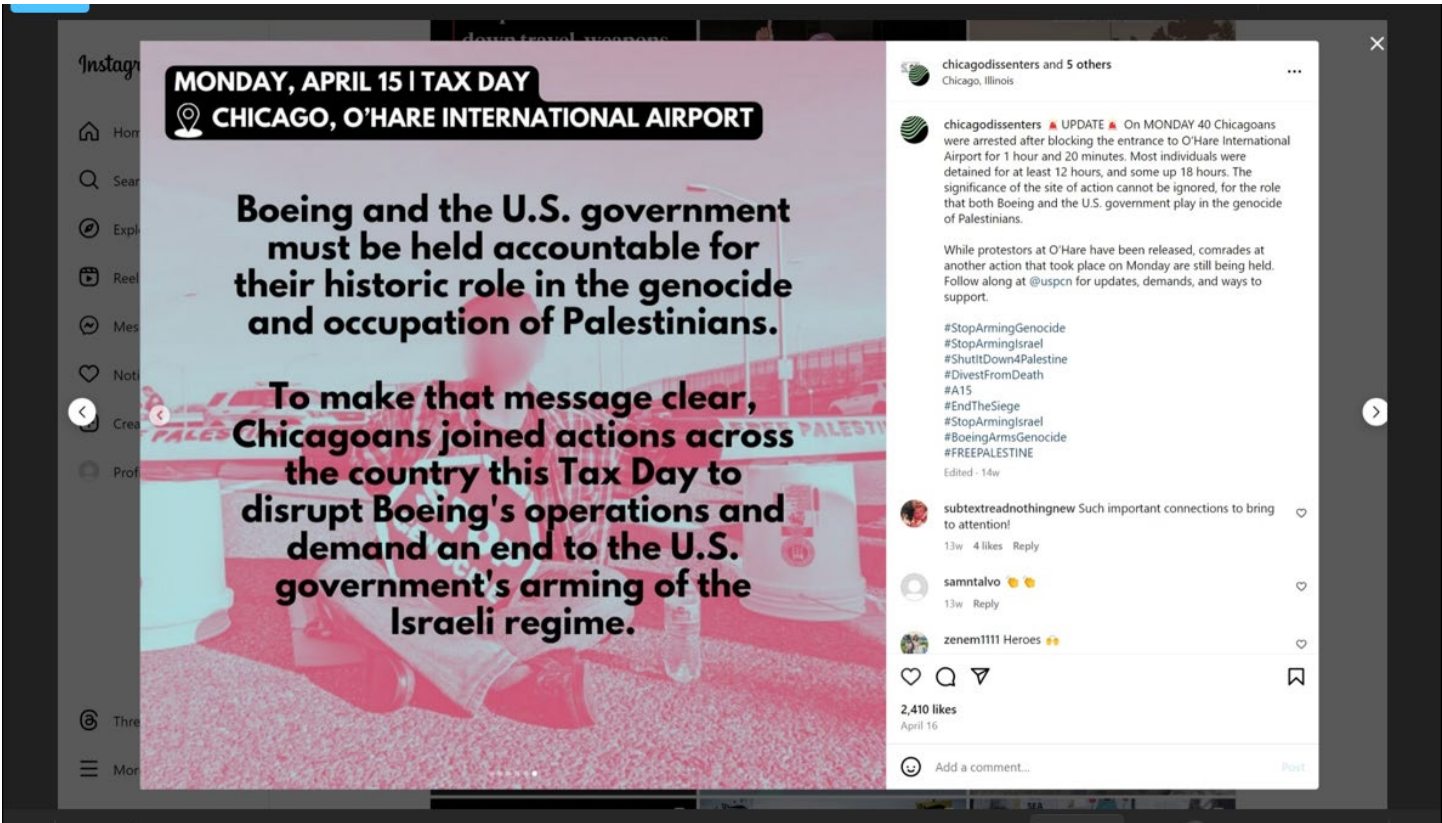 down travel, weapons
Instagr
Hom
Sear
Expl
Reel
Mes
Noti
Crea
Prof
Thre
Mor
MONDAY, APRIL 15 | TAX DAY
CHICAGO, O'HARE INTERNATIONAL AIRPORT
Boeing and the U.S. government
must be held accountable for
their historic role in the genocide
and occupation of Palestinians.
To make that message clear,
Chicagoans joined actions across
the country this Tax Day to
disrupt Boeing's operations and
demand an end to the U.S.
government's arming of the
Israeli regime.
chicagodissenters and 5 others
Chicago, Illinois
chicagodissenters 🚨 UPDATE 🚨 On MONDAY 40 Chicagoans
were arrested after blocking the entrance to O'Hare International
Airport for 1 hour and 20 minutes. Most individuals were
detained for at least 12 hours, and some up 18 hours. The
significance of the site of action cannot be ignored, for the role
that both Boeing and the U.S. government play in the genocide
of Palestinians.
While protestors at O'Hare have been released, comrades at
another action that took place on Monday are still being held.
Follow along at @uspcn for updates, demands, and ways to
support.
#StopArmingGenocide
#StopArmingIsrael
#ShutItDown4Palestine
#DivestFromDeath
#A15
#EndTheSiege
#StopArmingIsrael
#BoeingArmsGenocide
#FREEPALESTINE
Edited · 14w
subtextreadnothingnew Such important connections to bring
to attention!
13w 4 likes Reply
samntalvo 👏 👏
13w Reply
zenem1111 Heroes 🙌
2,410 likes
April 16
Add a comment...
Post
SEA